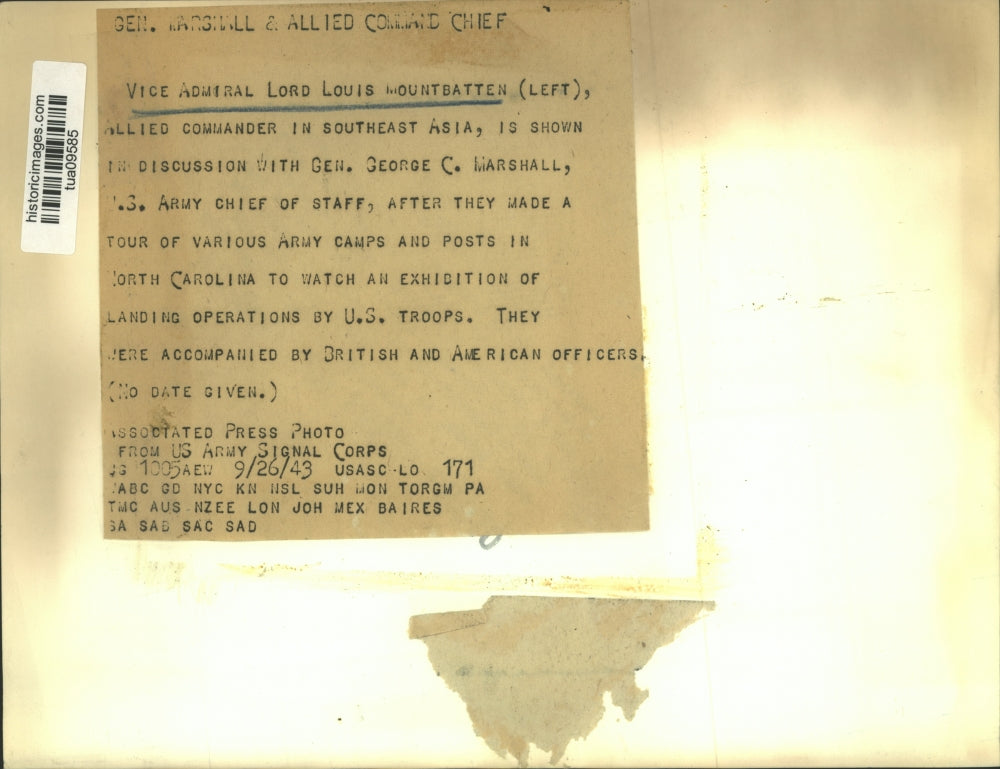 GEN. MARSHALL & ALLIED COMMAND CHIEF
VICE ADMIRAL LORD LOUIS MOUNTBATTEN (LEFT),
ALLIED COMMANDER IN SOUTHEAST ASIA, IS SHOWN
IN DISCUSSION WITH GEN. GEORGE C. MARSHALL,
U.S. ARMY CHIEF OF STAFF, AFTER THEY MADE A
TOUR OF VARIOUS ARMY CAMPS AND POSTS IN
NORTH CAROLINA TO WATCH AN EXHIBITION OF
LANDING OPERATIONS BY U.S. TROOPS. THEY
WERE ACCOMPANIED BY BRITISH AND AMERICAN OFFICERS.
(NO DATE GIVEN.)
ASSOCIATED PRESS PHOTO
FROM US ARMY SIGNAL CORPS
1005AEW 9/26/43 USASC-LO 171
ABC GD NYC KN NSL SUH MON TORGM PA
TMC AUS NZEE LON JOH MEX BAIRES
SA SAB SAC SAD
historicimages.com
tua09585